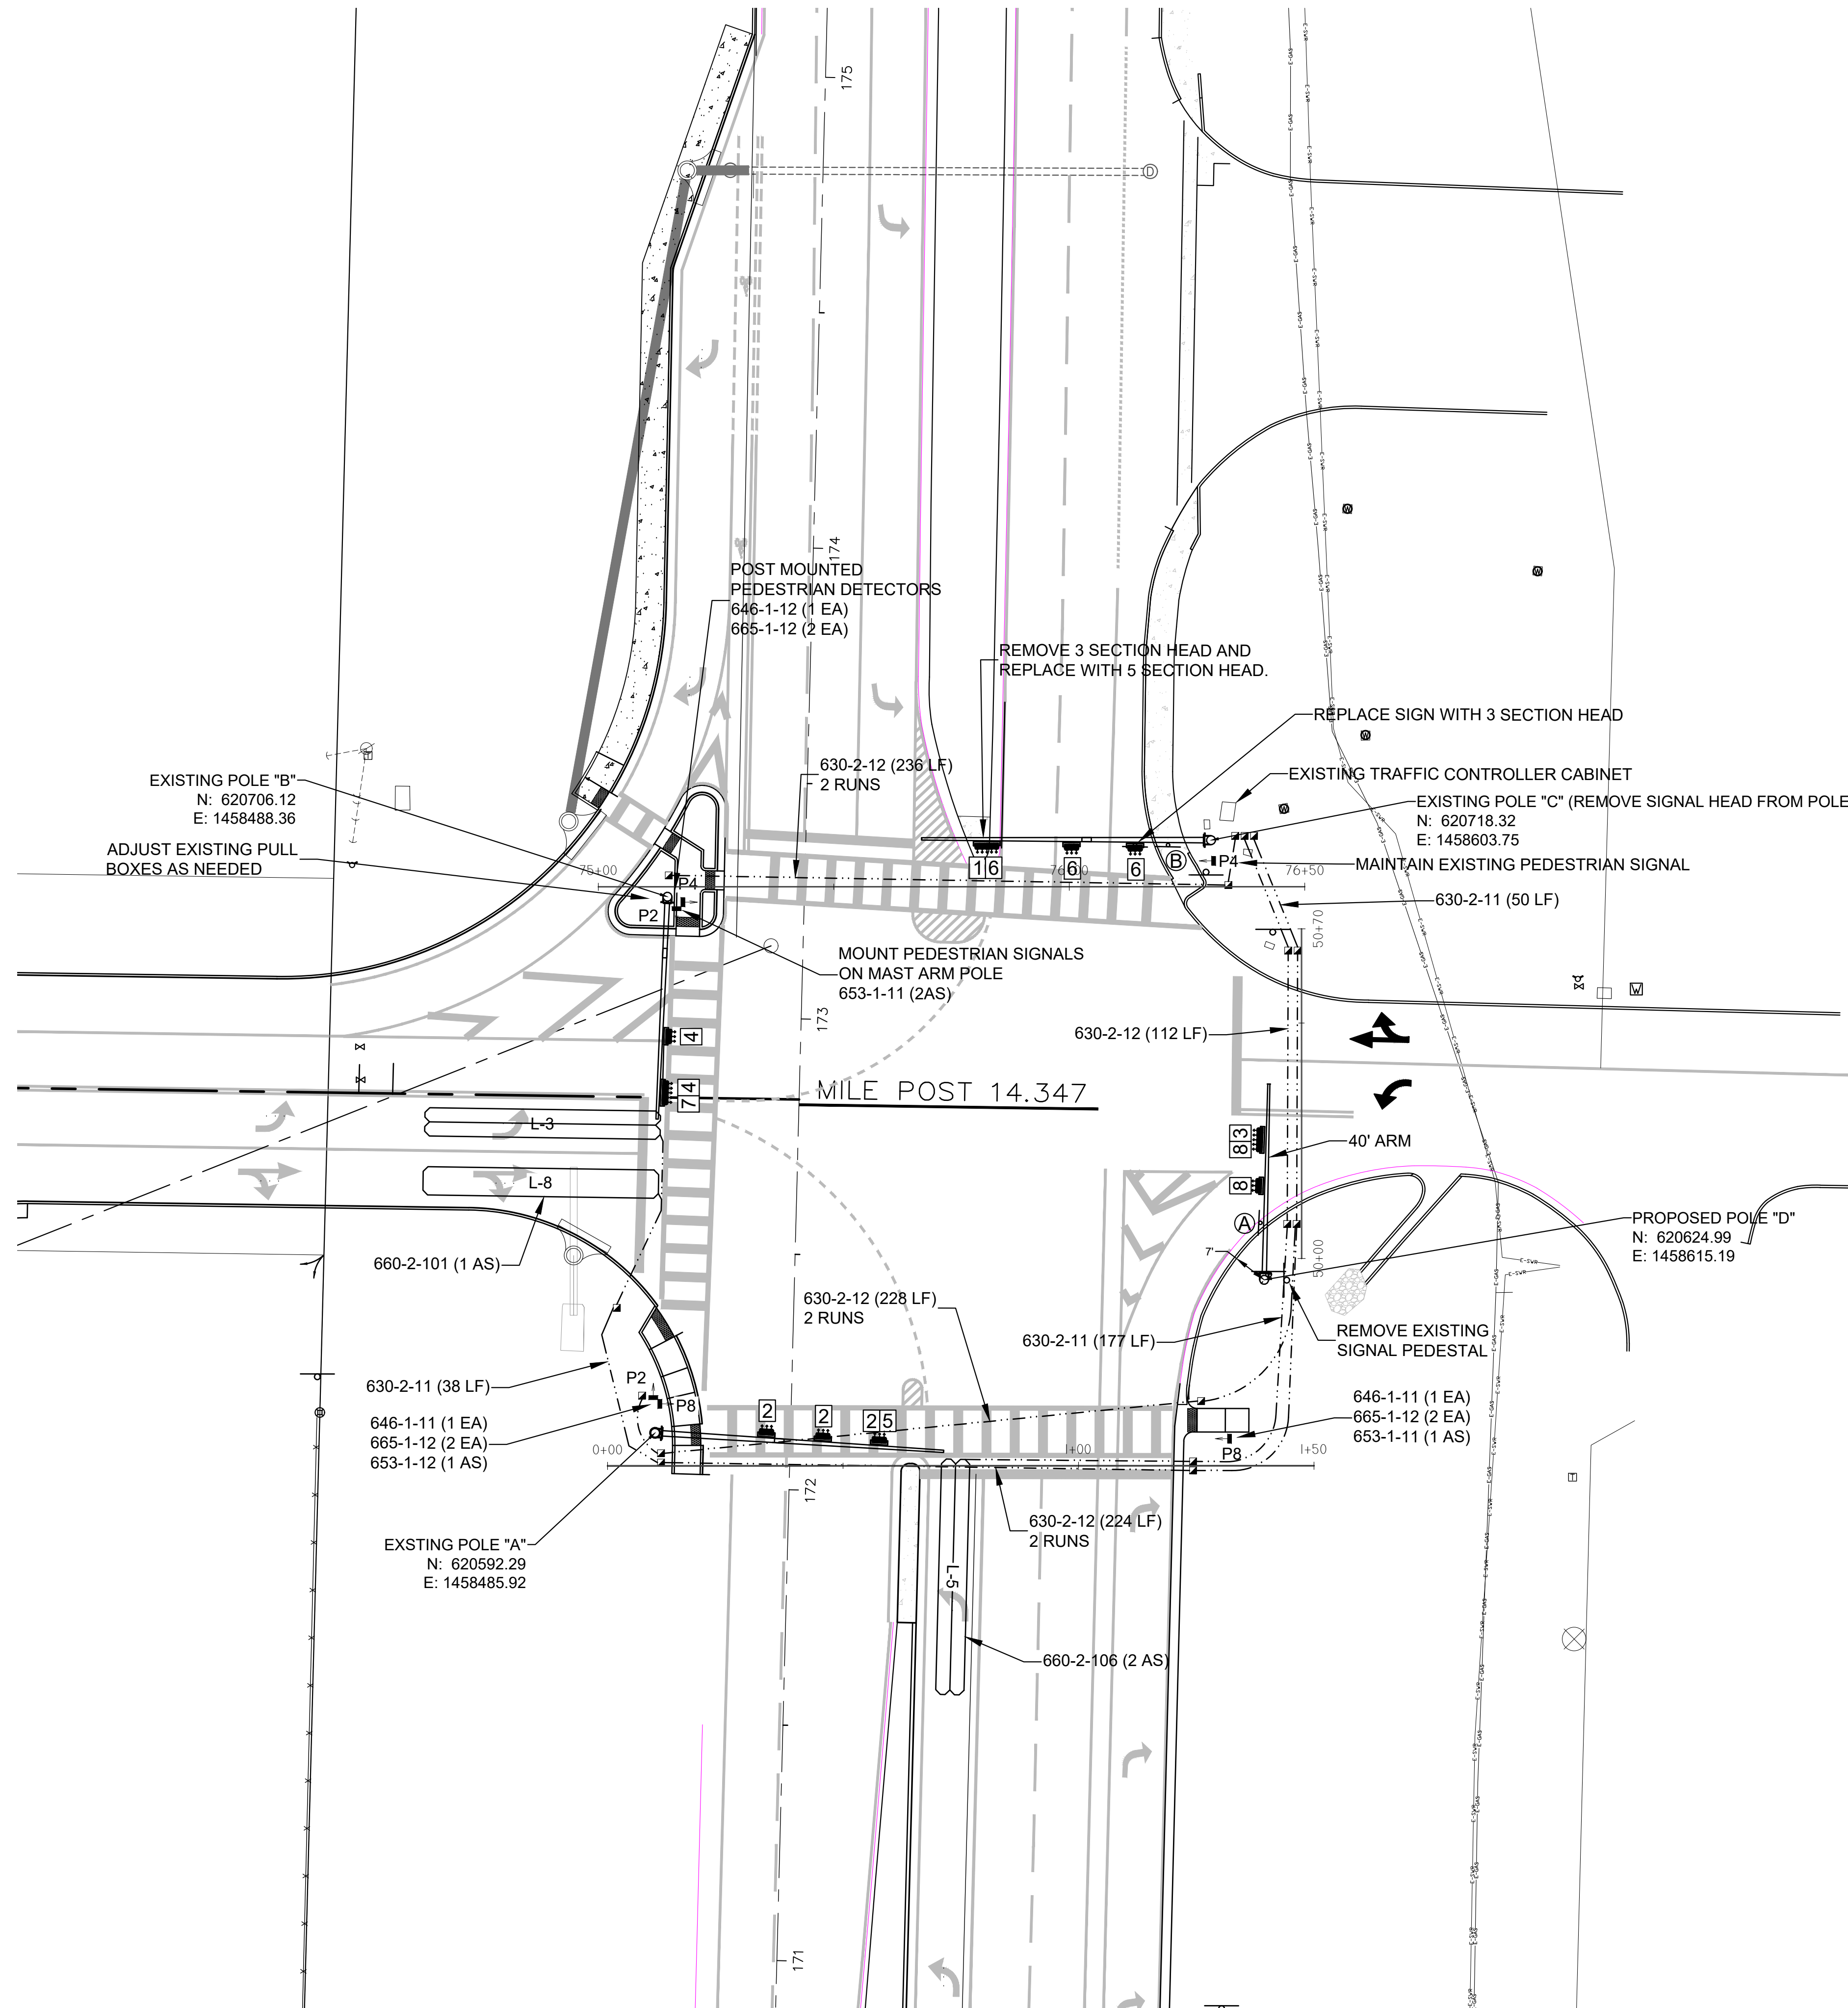 175
D
174
POST MOUNTED
PEDESTRIAN DETECTORS
646-1-12 (1 EA)
665-1-12 (2 EA)
REMOVE 3 SECTION HEAD AND
REPLACE WITH 5 SECTION HEAD.
REPLACE SIGN WITH 3 SECTION HEAD
EXISTING TRAFFIC CONTROLLER CABINET
EXISTING POLE "B"
N: 620706.12
E: 1458488.36
630-2-12 (236 LF)
2 RUNS
EXISTING POLE "C" (REMOVE SIGNAL HEAD FROM POLE
N: 620718.32
E: 1458603.75
ADJUST EXISTING PULL
BOXES AS NEEDED
75+00
76+00
76+50
1 6
6
6
B
P4
MAINTAIN EXISTING PEDESTRIAN SIGNAL
P4
P2
630-2-11 (50 LF)
50+70
MOUNT PEDESTRIAN SIGNALS
ON MAST ARM POLE
653-1-11 (2AS)
W
W
W
W
W
173
630-2-12 (112 LF)
4
7 4
MILE POST 14.347
L-3
L-8
8 3
8
40' ARM
A
7'
50+00
PROPOSED POLE "D"
N: 620624.99
E: 1458615.19
660-2-101 (1 AS)
630-2-12 (228 LF)
2 RUNS
630-2-11 (177 LF)
REMOVE EXISTING
SIGNAL PEDESTAL
630-2-11 (38 LF)
P2
P8
646-1-11 (1 EA)
665-1-12 (2 EA)
653-1-12 (1 AS)
2
2
2 5
646-1-11 (1 EA)
665-1-12 (2 EA)
653-1-11 (1 AS)
P8
0+00
1+00
1+50
172
T
630-2-12 (224 LF)
2 RUNS
EXSTING POLE "A"
N: 620592.29
E: 1458485.92
L-5
660-2-106 (2 AS)
171
E-GAS
E-SWR